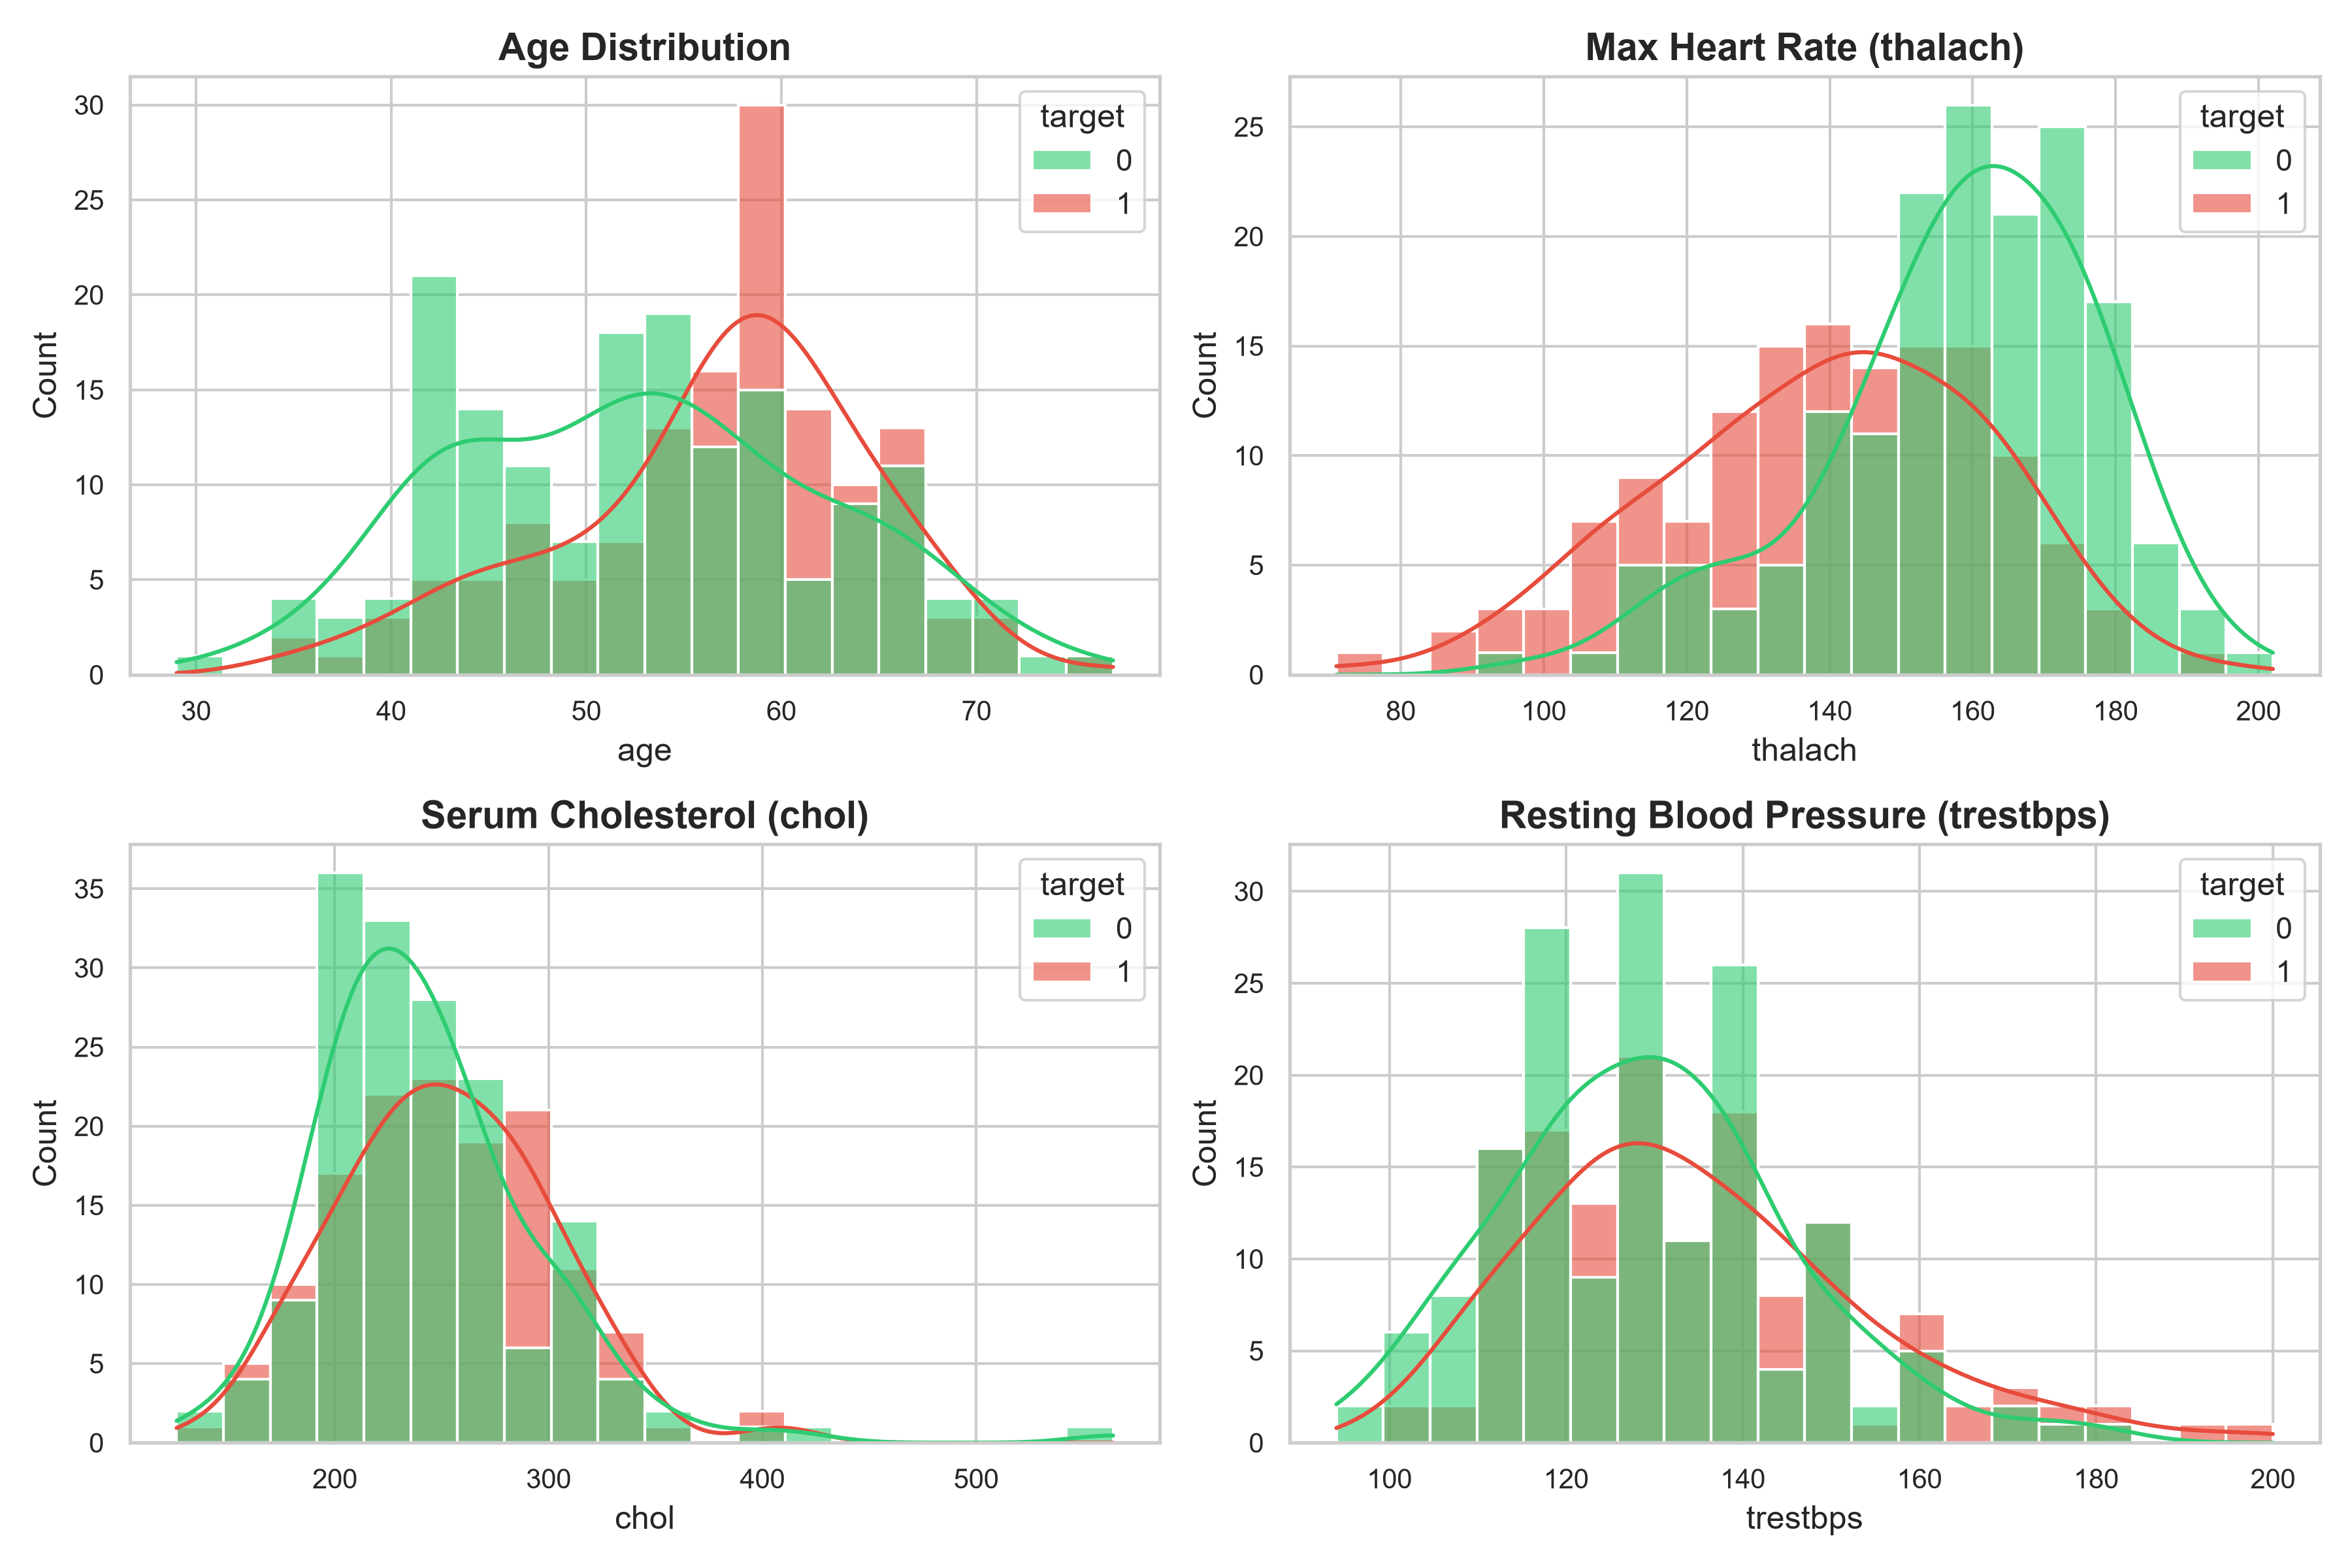 Age Distribution
30
25
20
15
10
5
0
Count
30 40 50 60 70
age
target
0
1
Max Heart Rate (thalach)
25
20
15
10
5
0
Count
80 100 120 140 160 180 200
thalach
target
0
1
Serum Cholesterol (chol)
35
30
25
20
15
10
5
0
Count
200 300 400 500
chol
target
0
1
Resting Blood Pressure (trestbps)
30
25
20
15
10
5
0
Count
100 120 140 160 180 200
trestbps
target
0
1